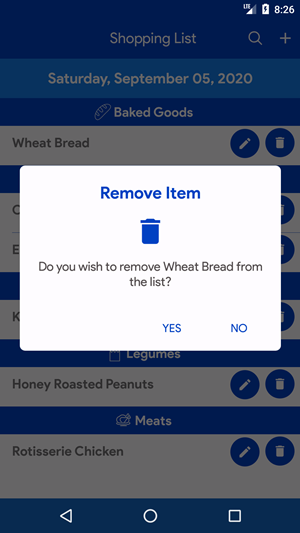 LTE 8:26
Shopping List
Saturday, September 05, 2020
Baked Goods
Wheat Bread
Remove Item
Do you wish to remove Wheat Bread from
the list?
YES NO
Legumes
Honey Roasted Peanuts
Meats
Rotisserie Chicken